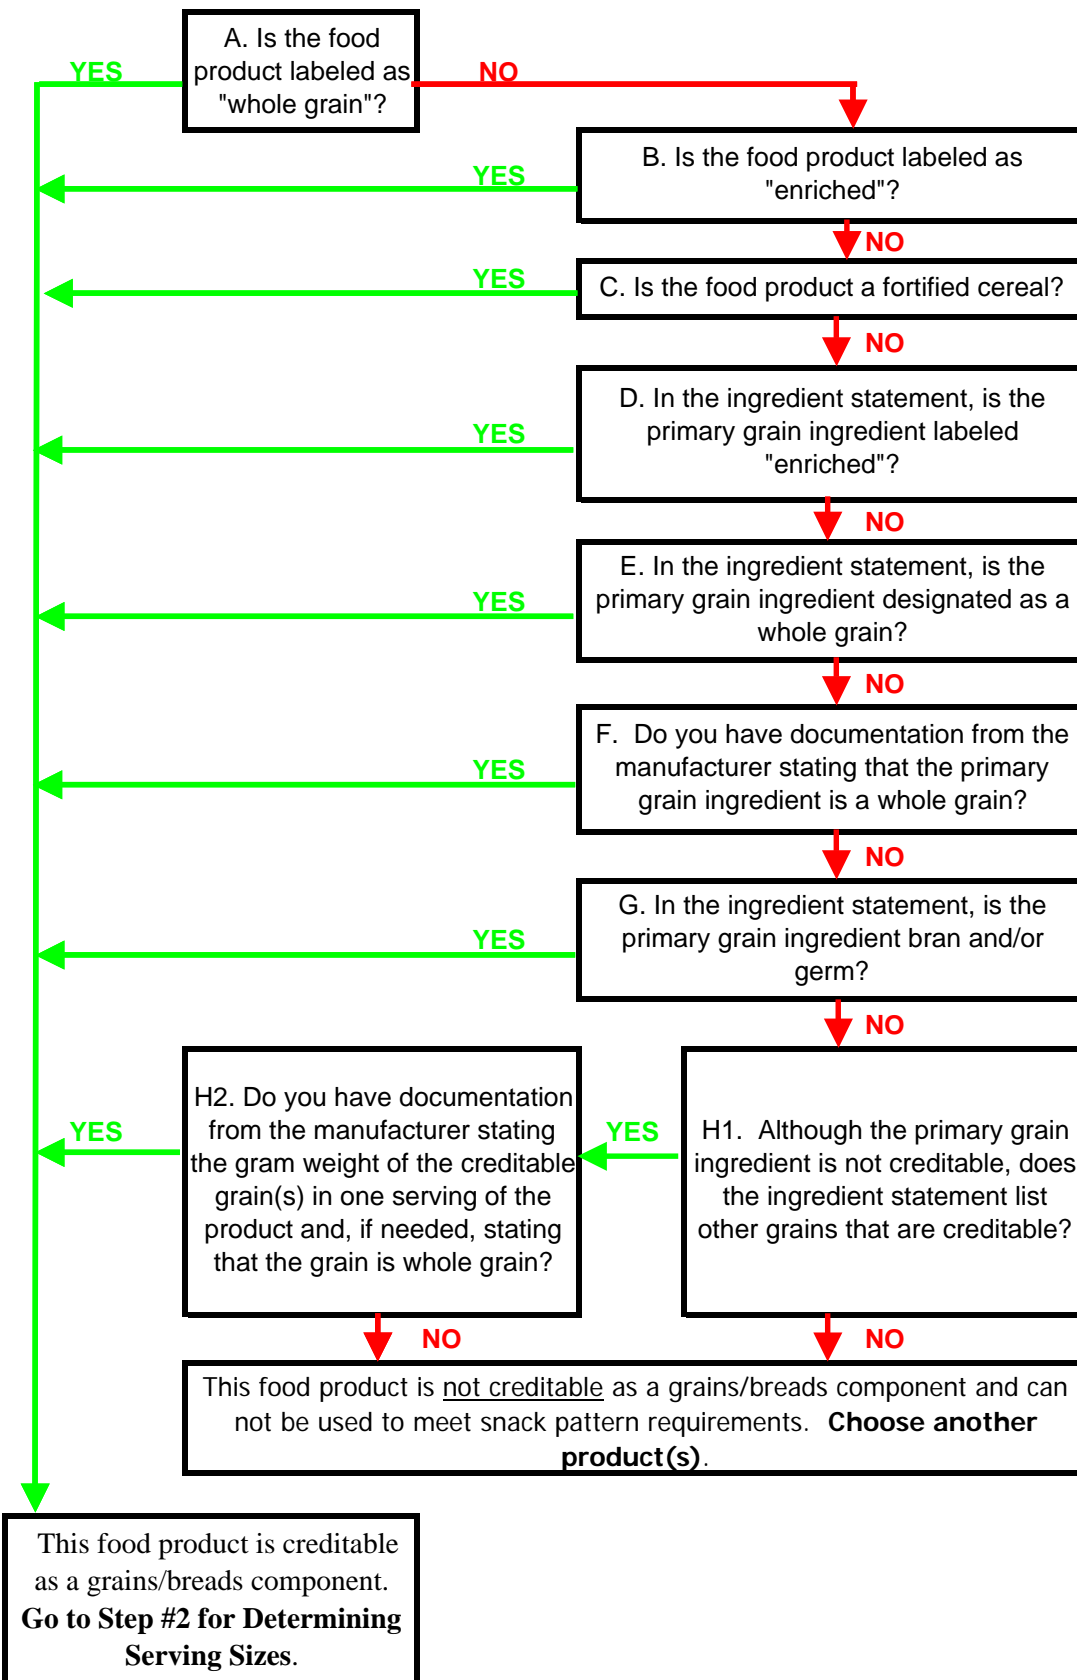 A. Is the food
product labeled as
"whole grain"?
YES
NO
B. Is the food product labeled as
"enriched"?
YES
NO
C. Is the food product a fortified cereal?
YES
NO
D. In the ingredient statement, is the
primary grain ingredient labeled
"enriched"?
YES
NO
E. In the ingredient statement, is the
primary grain ingredient designated as a
whole grain?
YES
NO
F.  Do you have documentation from the
manufacturer stating that the primary
grain ingredient is a whole grain?
YES
NO
G. In the ingredient statement, is the
primary grain ingredient bran and/or
germ?
YES
NO
H1.  Although the primary grain
ingredient is not creditable, does
the ingredient statement list
other grains that are creditable?
YES
NO
H2. Do you have documentation
from the manufacturer stating
the gram weight of the creditable
grain(s) in one serving of the
product and, if needed, stating
that the grain is whole grain?
YES
NO
This food product is not creditable as a grains/breads component and can
not be used to meet snack pattern requirements.  Choose another
product(s).
This food product is creditable
as a grains/breads component.
Go to Step #2 for Determining
Serving Sizes.